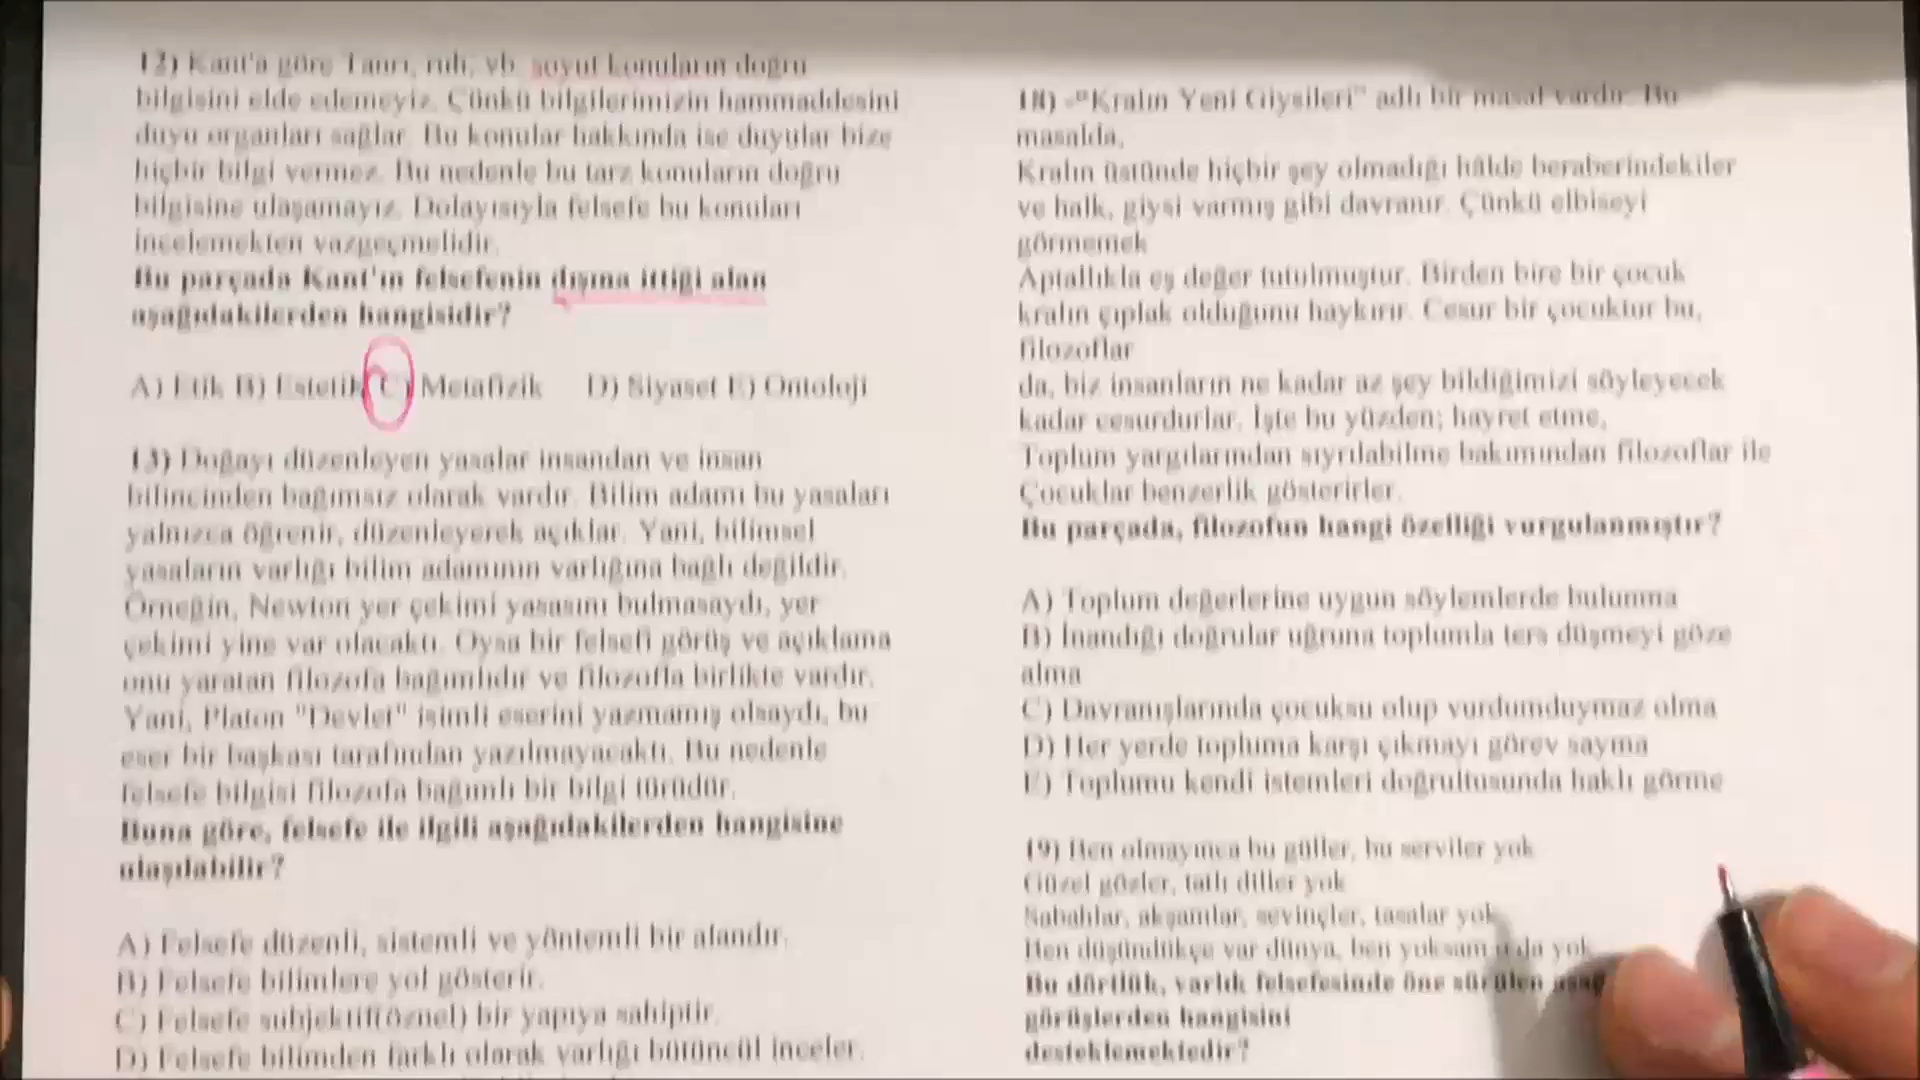 12) Kant'a göre Tanrı, ruh, vb. soyut konuların doğru
bilgisini elde edemeyiz. Çünkü bilgilerimizin hammaddesini
duyu organları sağlar. Bu konular hakkında ise duyular bize
hiçbir bilgi vermez. Bu nedenle bu tarz konuların doğru
bilgisine ulaşamayız. Dolayısıyla felsefe bu konuları
incelemekten vazgeçmelidir.
Bu parçada Kant'ın felsefenin dışına ittiği alan
aşağıdakilerden hangisidir?
A) Etik B) Estetik C) Metafizik D) Siyaset E) Ontoloji
13) Doğayı düzenleyen yasalar insandan ve insan
bilincinden bağımsız olarak vardır. Bilim adamı bu yasaları
yalnızca öğrenir, düzenleyerek açıklar. Yani, bilimsel
yasaların varlığı bilim adamının varlığına bağlı değildir.
Örneğin, Newton yer çekimi yasasını bulmasaydı, yer
çekimi yine var olacaktı. Oysa bir felsefi görüş ve açıklama
onu yaratan filozofa bağımlıdır ve filozofla birlikte vardır.
Yani, Platon "Devlet" isimli eserini yazmamış olsaydı, bu
eser bir başkası tarafından yazılmayacaktı. Bu nedenle
felsefe bilgisi filozofa bağımlı bir bilgi türüdür.
Buna göre, felsefe ile ilgili aşağıdakilerden hangisine
ulaşılabilir?
A) Felsefe düzenli, sistemli ve yöntemli bir alandır.
B) Felsefe bilimlere yol gösterir.
C) Felsefe subjektif(öznel) bir yapıya sahiptir.
D) Felsefe bilimden farklı olarak varlığı bütüncül inceler.
18) -"Kralın Yeni Giysileri" adlı bir masal vardır. Bu
masalda,
Kralın üstünde hiçbir şey olmadığı hâlde beraberindekiler
ve halk, giysi varmış gibi davranır. Çünkü elbiseyi
görmemek
Aptallıkla eş değer tutulmuştur. Birden bire bir çocuk
kralın çıplak olduğunu haykırır. Cesur bir çocuktur bu,
filozoflar
da, biz insanların ne kadar az şey bildiğimizi söyleyecek
kadar cesurdurlar. İşte bu yüzden; hayret etme,
Toplum yargılarından sıyrılabilme bakımından filozoflar ile
Çocuklar benzerlik gösterirler.
Bu parçada, filozofun hangi özelliği vurgulanmıştır?
A) Toplum değerlerine uygun söylemlerde bulunma
B) İnandığı doğrular uğruna toplumla ters düşmeyi göze
alma
C) Davranışlarında çocuksu olup vurdumduymaz olma
D) Her yerde topluma karşı çıkmayı görev sayma
E) Toplumu kendi istemleri doğrultusunda haklı görme
19) Ben olmayınca bu güller, bu serviler yok
Güzel gözler, tatlı diller yok
Sabahlar, akşamlar, sevinçler, tasalar yok
Ben düşündükçe var dünya, ben yoksam o da yok
Bu dörtlük, varlık felsefesinde öne sürülen
görüşlerden hangisini
desteklemektedir?